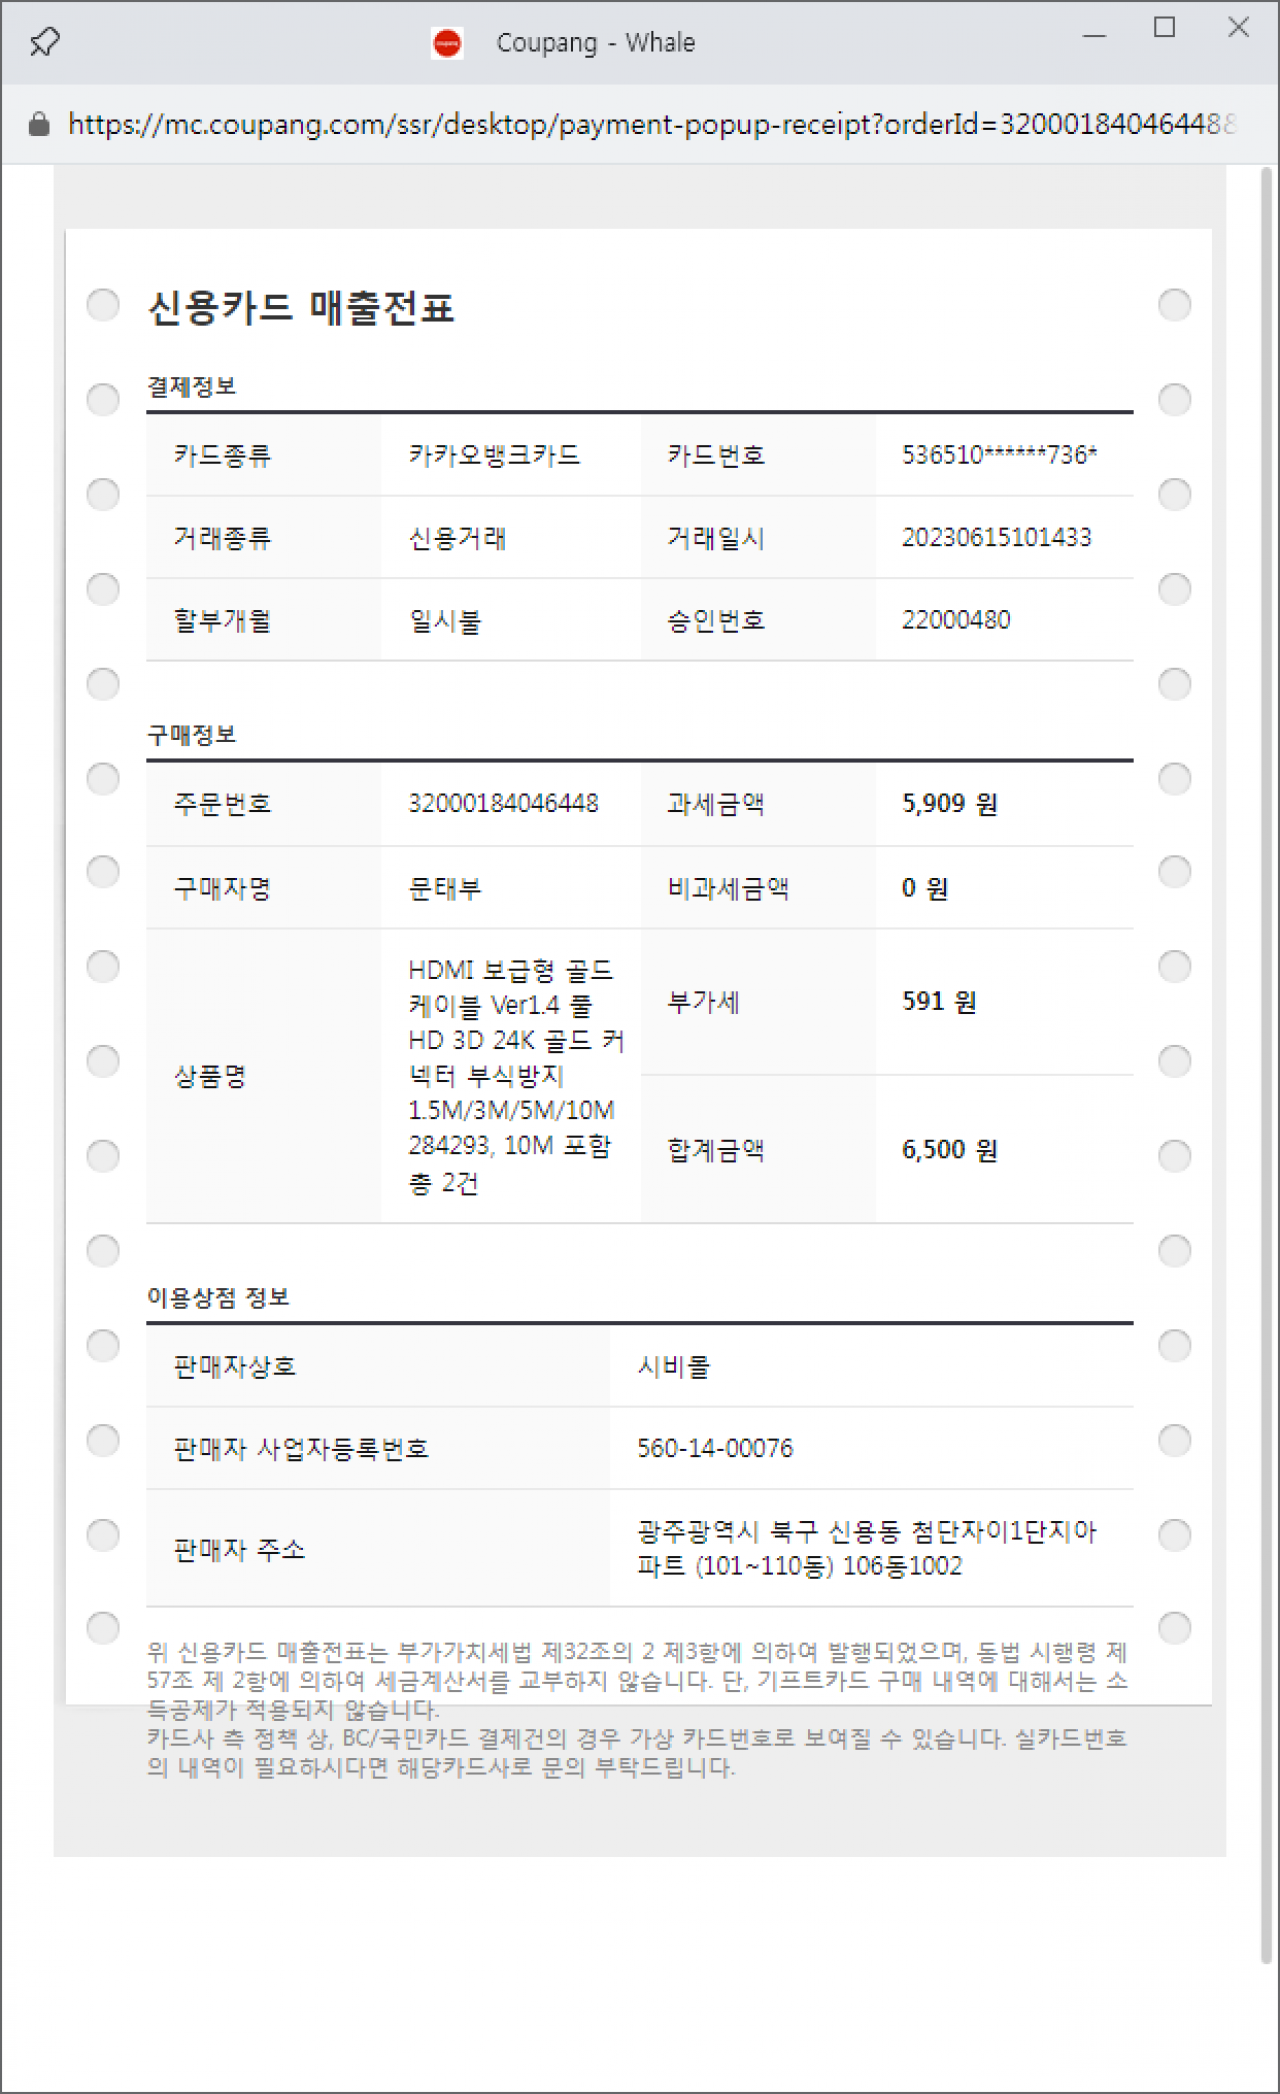 Coupang - Whale
https://mc.coupang.com/ssr/desktop/payment-popup-receipt?orderId=320001840464488
신용카드 매출전표
결제정보
카드종류 카카오뱅크카드 카드번호 536510******736*
거래종류 신용거래 거래일시 20230615101433
할부개월 일시불 승인번호 22000480
구매정보
주문번호 32000184046448 과세금액 5,909 원
구매자명 문태부 비과세금액 0 원
상품명
HDMI 보급형 골드
케이블 Ver1.4 풀
HD 3D 24K 골드 커
넥터 부식방지
1.5M/3M/5M/10M
284293, 10M 포함
총 2건
부가세 591 원
합계금액 6,500 원
이용상점 정보
판매자상호 시비몰
판매자 사업자등록번호 560-14-00076
판매자 주소
광주광역시 북구 신용동 첨단자이1단지아
파트 (101~110동) 106동1002
위 신용카드 매출전표는 부가가치세법 제32조의 2 제3항에 의하여 발행되었으며, 동법 시행령 제
57조 제 2항에 의하여 세금계산서를 교부하지 않습니다. 단, 기프트카드 구매 내역에 대해서는 소
득공제가 적용되지 않습니다.
카드사 측 정책 상, BC/국민카드 결제건의 경우 가상 카드번호로 보여질 수 있습니다. 실카드번호
의 내역이 필요하시다면 해당카드사로 문의 부탁드립니다.